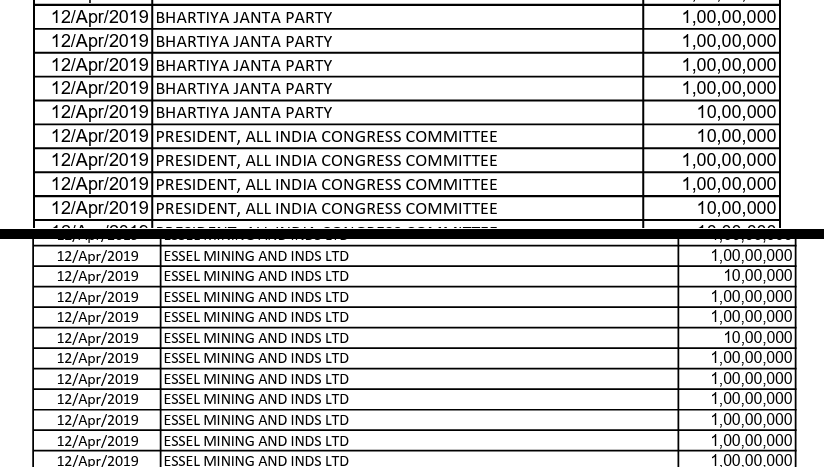 12/Apr/2019 BHARTIYA JANTA PARTY 1,00,00,000
12/Apr/2019 BHARTIYA JANTA PARTY 1,00,00,000
12/Apr/2019 BHARTIYA JANTA PARTY 1,00,00,000
12/Apr/2019 BHARTIYA JANTA PARTY 1,00,00,000
12/Apr/2019 BHARTIYA JANTA PARTY 10,00,000
12/Apr/2019 PRESIDENT, ALL INDIA CONGRESS COMMITTEE 10,00,000
12/Apr/2019 PRESIDENT, ALL INDIA CONGRESS COMMITTEE 1,00,00,000
12/Apr/2019 PRESIDENT, ALL INDIA CONGRESS COMMITTEE 1,00,00,000
12/Apr/2019 PRESIDENT, ALL INDIA CONGRESS COMMITTEE 10,00,000
12/Apr/2019 ESSEL MINING AND INDS LTD 1,00,00,000
12/Apr/2019 ESSEL MINING AND INDS LTD 10,00,000
12/Apr/2019 ESSEL MINING AND INDS LTD 1,00,00,000
12/Apr/2019 ESSEL MINING AND INDS LTD 1,00,00,000
12/Apr/2019 ESSEL MINING AND INDS LTD 10,00,000
12/Apr/2019 ESSEL MINING AND INDS LTD 1,00,00,000
12/Apr/2019 ESSEL MINING AND INDS LTD 1,00,00,000
12/Apr/2019 ESSEL MINING AND INDS LTD 1,00,00,000
12/Apr/2019 ESSEL MINING AND INDS LTD 1,00,00,000
12/Apr/2019 ESSEL MINING AND INDS LTD 1,00,00,000
12/Apr/2019 ESSEL MINING AND INDS LTD 1,00,00,000